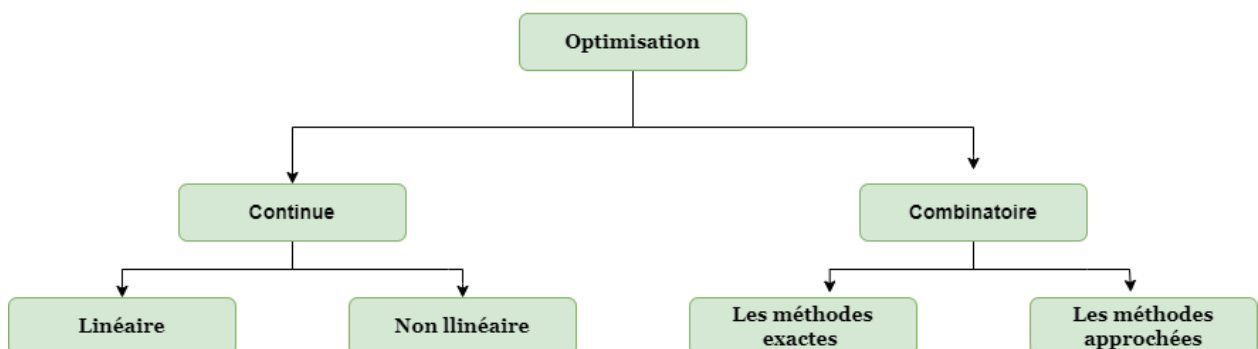 Optimisation
Continue
Combinatoire
Linéaire
Non llinéaire
Les méthodes
exactes
Les méthodes
approchées